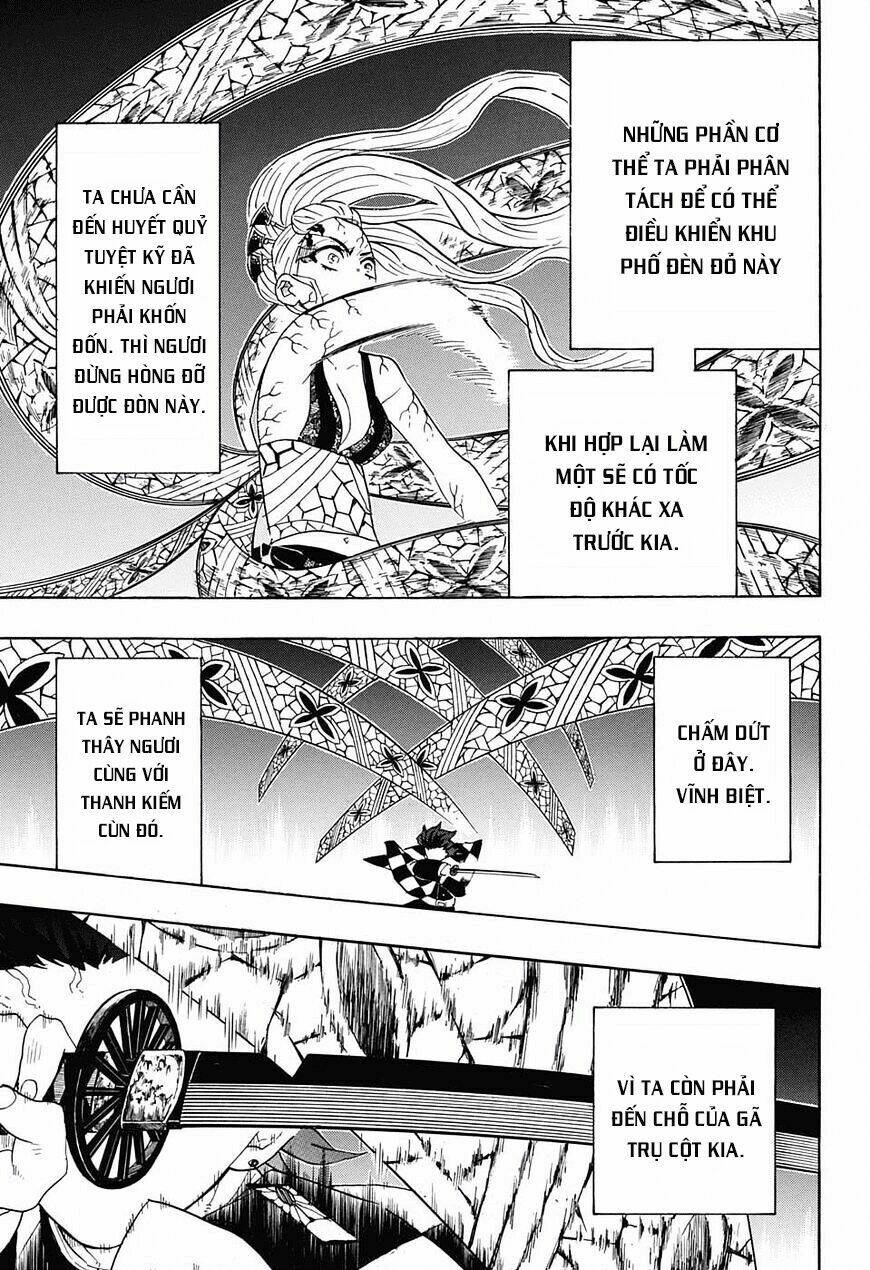 NHỮNG PHẦN CƠ
THỂ TA PHẢI PHÂN
TÁCH ĐỂ CÓ THỂ
ĐIỀU KHIỂN KHU
PHỐ ĐÈN ĐỎ NÀY
KHI HỢP LẠI LÀM
MỘT SẼ CÓ TỐC
ĐỘ KHÁC XA
TRƯỚC KIA.
TA CHƯA CẦN
ĐẾN HUYẾT QUỶ
TUYỆT KỸ ĐÃ
KHIẾN NGƯƠI
PHẢI KHỐN
ĐỐN. THÌ NGƯƠI
ĐỪNG HÒNG ĐỠ
ĐƯỢC ĐÒN NÀY.
CHẤM DỨT
Ở ĐÂY.
VĨNH BIỆT.
TA SẼ PHANH
THÂY NGƯƠI
CÙNG VỚI
THANH KIẾM
CÙN ĐÓ.
VÌ TA CÒN PHẢI
ĐẾN CHỖ CỦA GÃ
TRỤ CỘT KIA.